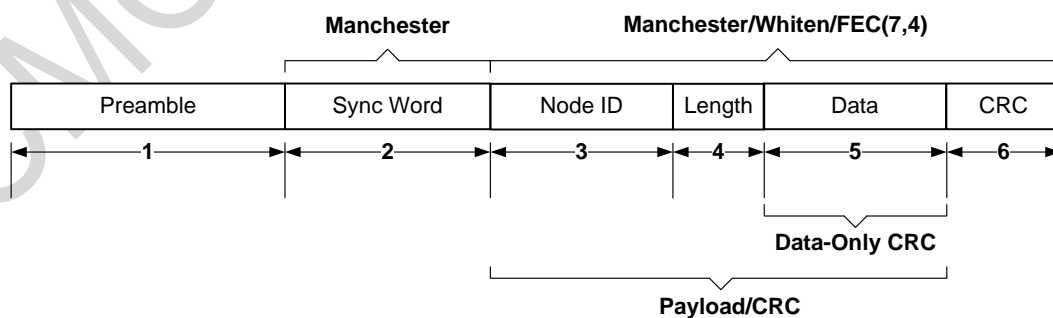 Manchester
Manchester/Whiten/FEC(7,4)
Preamble
Sync Word
Node ID
Length
Data
CRC
1
2
3
4
5
6
Data-Only CRC
Payload/CRC